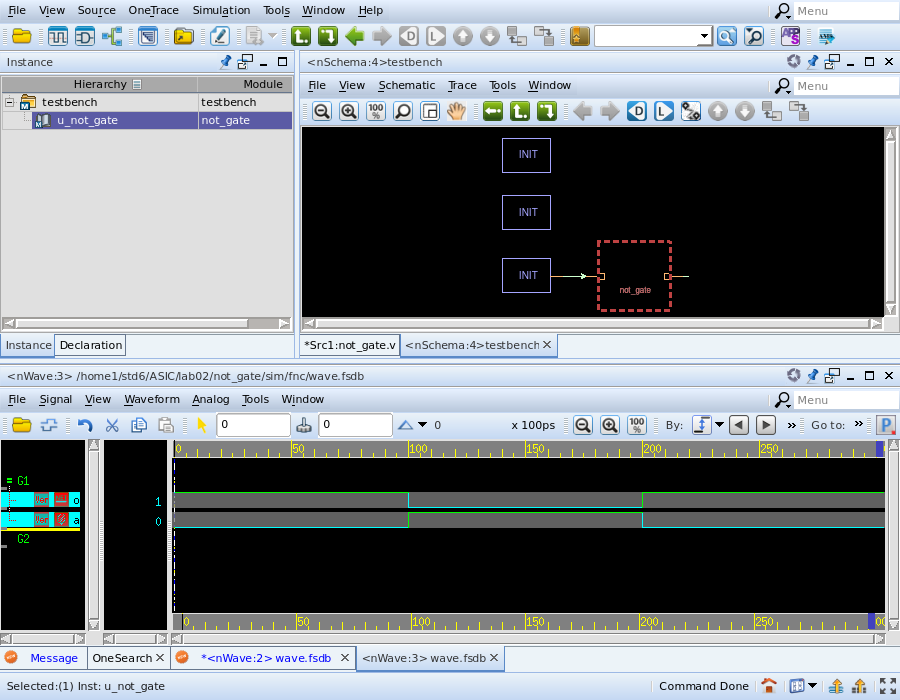 File View Source OneTrace Simulation Tools Window Help Menu
Instance
Hierarchy Module
testbench testbench
u_not_gate not_gate
Instance Declaration
<nSchema:4>testbench
File View Schematic Trace Tools Window Menu
100 %
INIT
INIT
INIT
not_gate
*Src1:not_gate.v <nSchema:4>testbench
<nWave:3> /home1/std6/ASIC/lab02/not_gate/sim/fnc/wave.fsdb
File Signal View Waveform Analog Tools Window Menu
0 0 0 x 100ps 100 % By: » Go to: »
0 50 100 150 200 250
G1
o 1
a 0
G2
0 50 100 150 200 250
Message OneSearch *<nWave:2> wave.fsdb <nWave:3> wave.fsdb
Selected:(1) Inst: u_not_gate Command Done